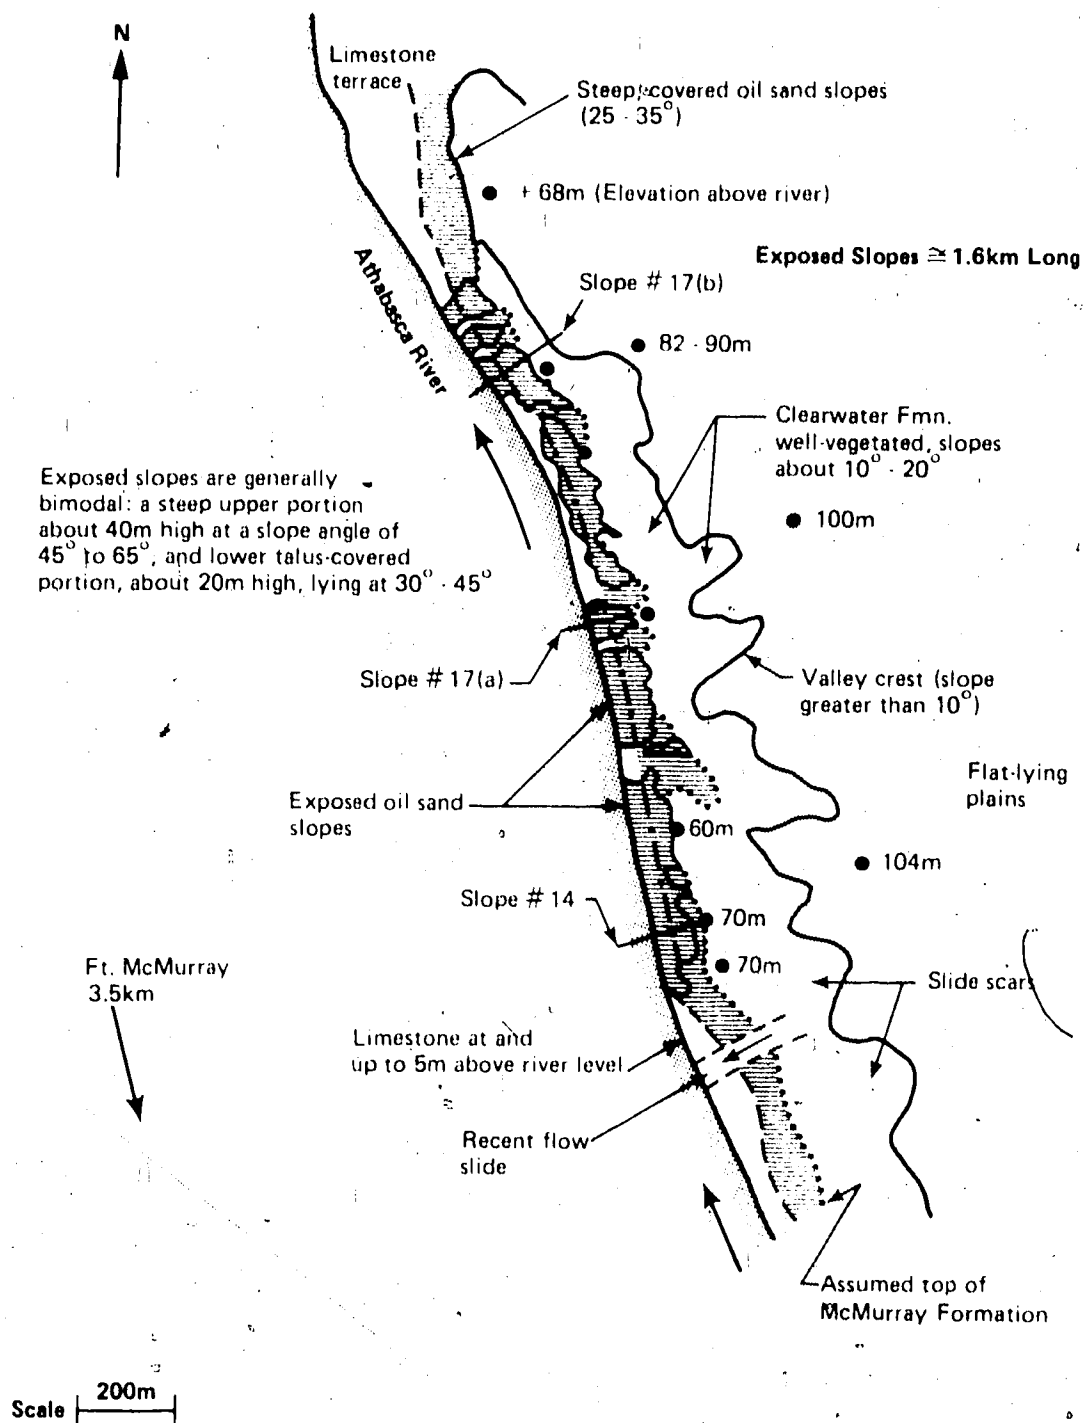 N
Limestone
terrace
Steep, covered oil sand slopes
(25 - 35°)
+ 68m (Elevation above river)
Exposed Slopes ≅ 1.6km Long
Slope # 17(b)
Athabasca River
82 - 90m
Clearwater Fmn.
well-vegetated, slopes
about 10° - 20°
Exposed slopes are generally
bimodal: a steep upper portion
about 40m high at a slope angle of
45° to 65°, and lower talus-covered
portion, about 20m high, lying at 30° - 45°
100m
Slope # 17(a)
Valley crest (slope
greater than 10°)
Flat-lying
plains
Exposed oil sand
slopes
60m
104m
Slope # 14
70m
70m
Ft. McMurray
3.5km
Slide scars
Limestone at and
up to 5m above river level
Recent flow
slide
Assumed top of
McMurray Formation
200m
Scale